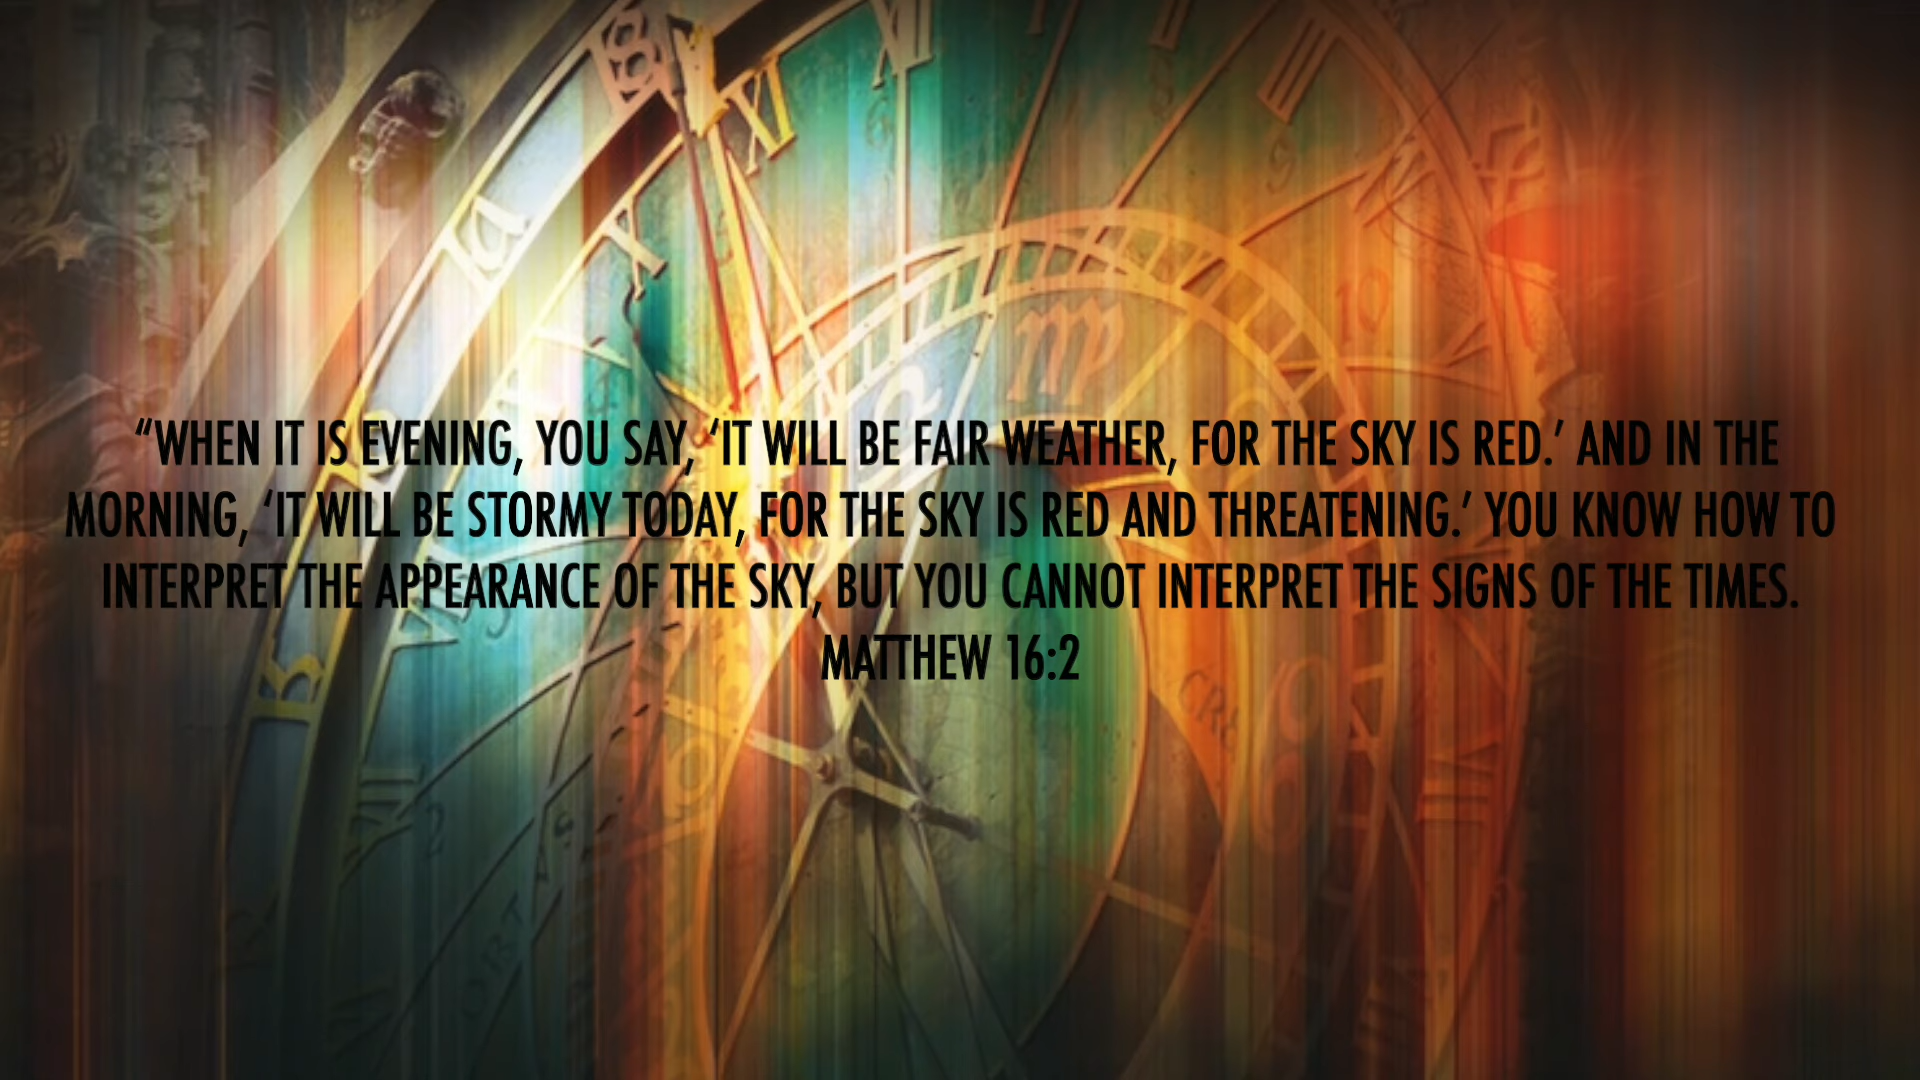 “WHEN IT IS EVENING, YOU SAY, ‘IT WILL BE FAIR WEATHER, FOR THE SKY IS RED.’ AND IN THE
MORNING, ‘IT WILL BE STORMY TODAY, FOR THE SKY IS RED AND THREATENING.’ YOU KNOW HOW TO
INTERPRET THE APPEARANCE OF THE SKY, BUT YOU CANNOT INTERPRET THE SIGNS OF THE TIMES.
MATTHEW 16:2